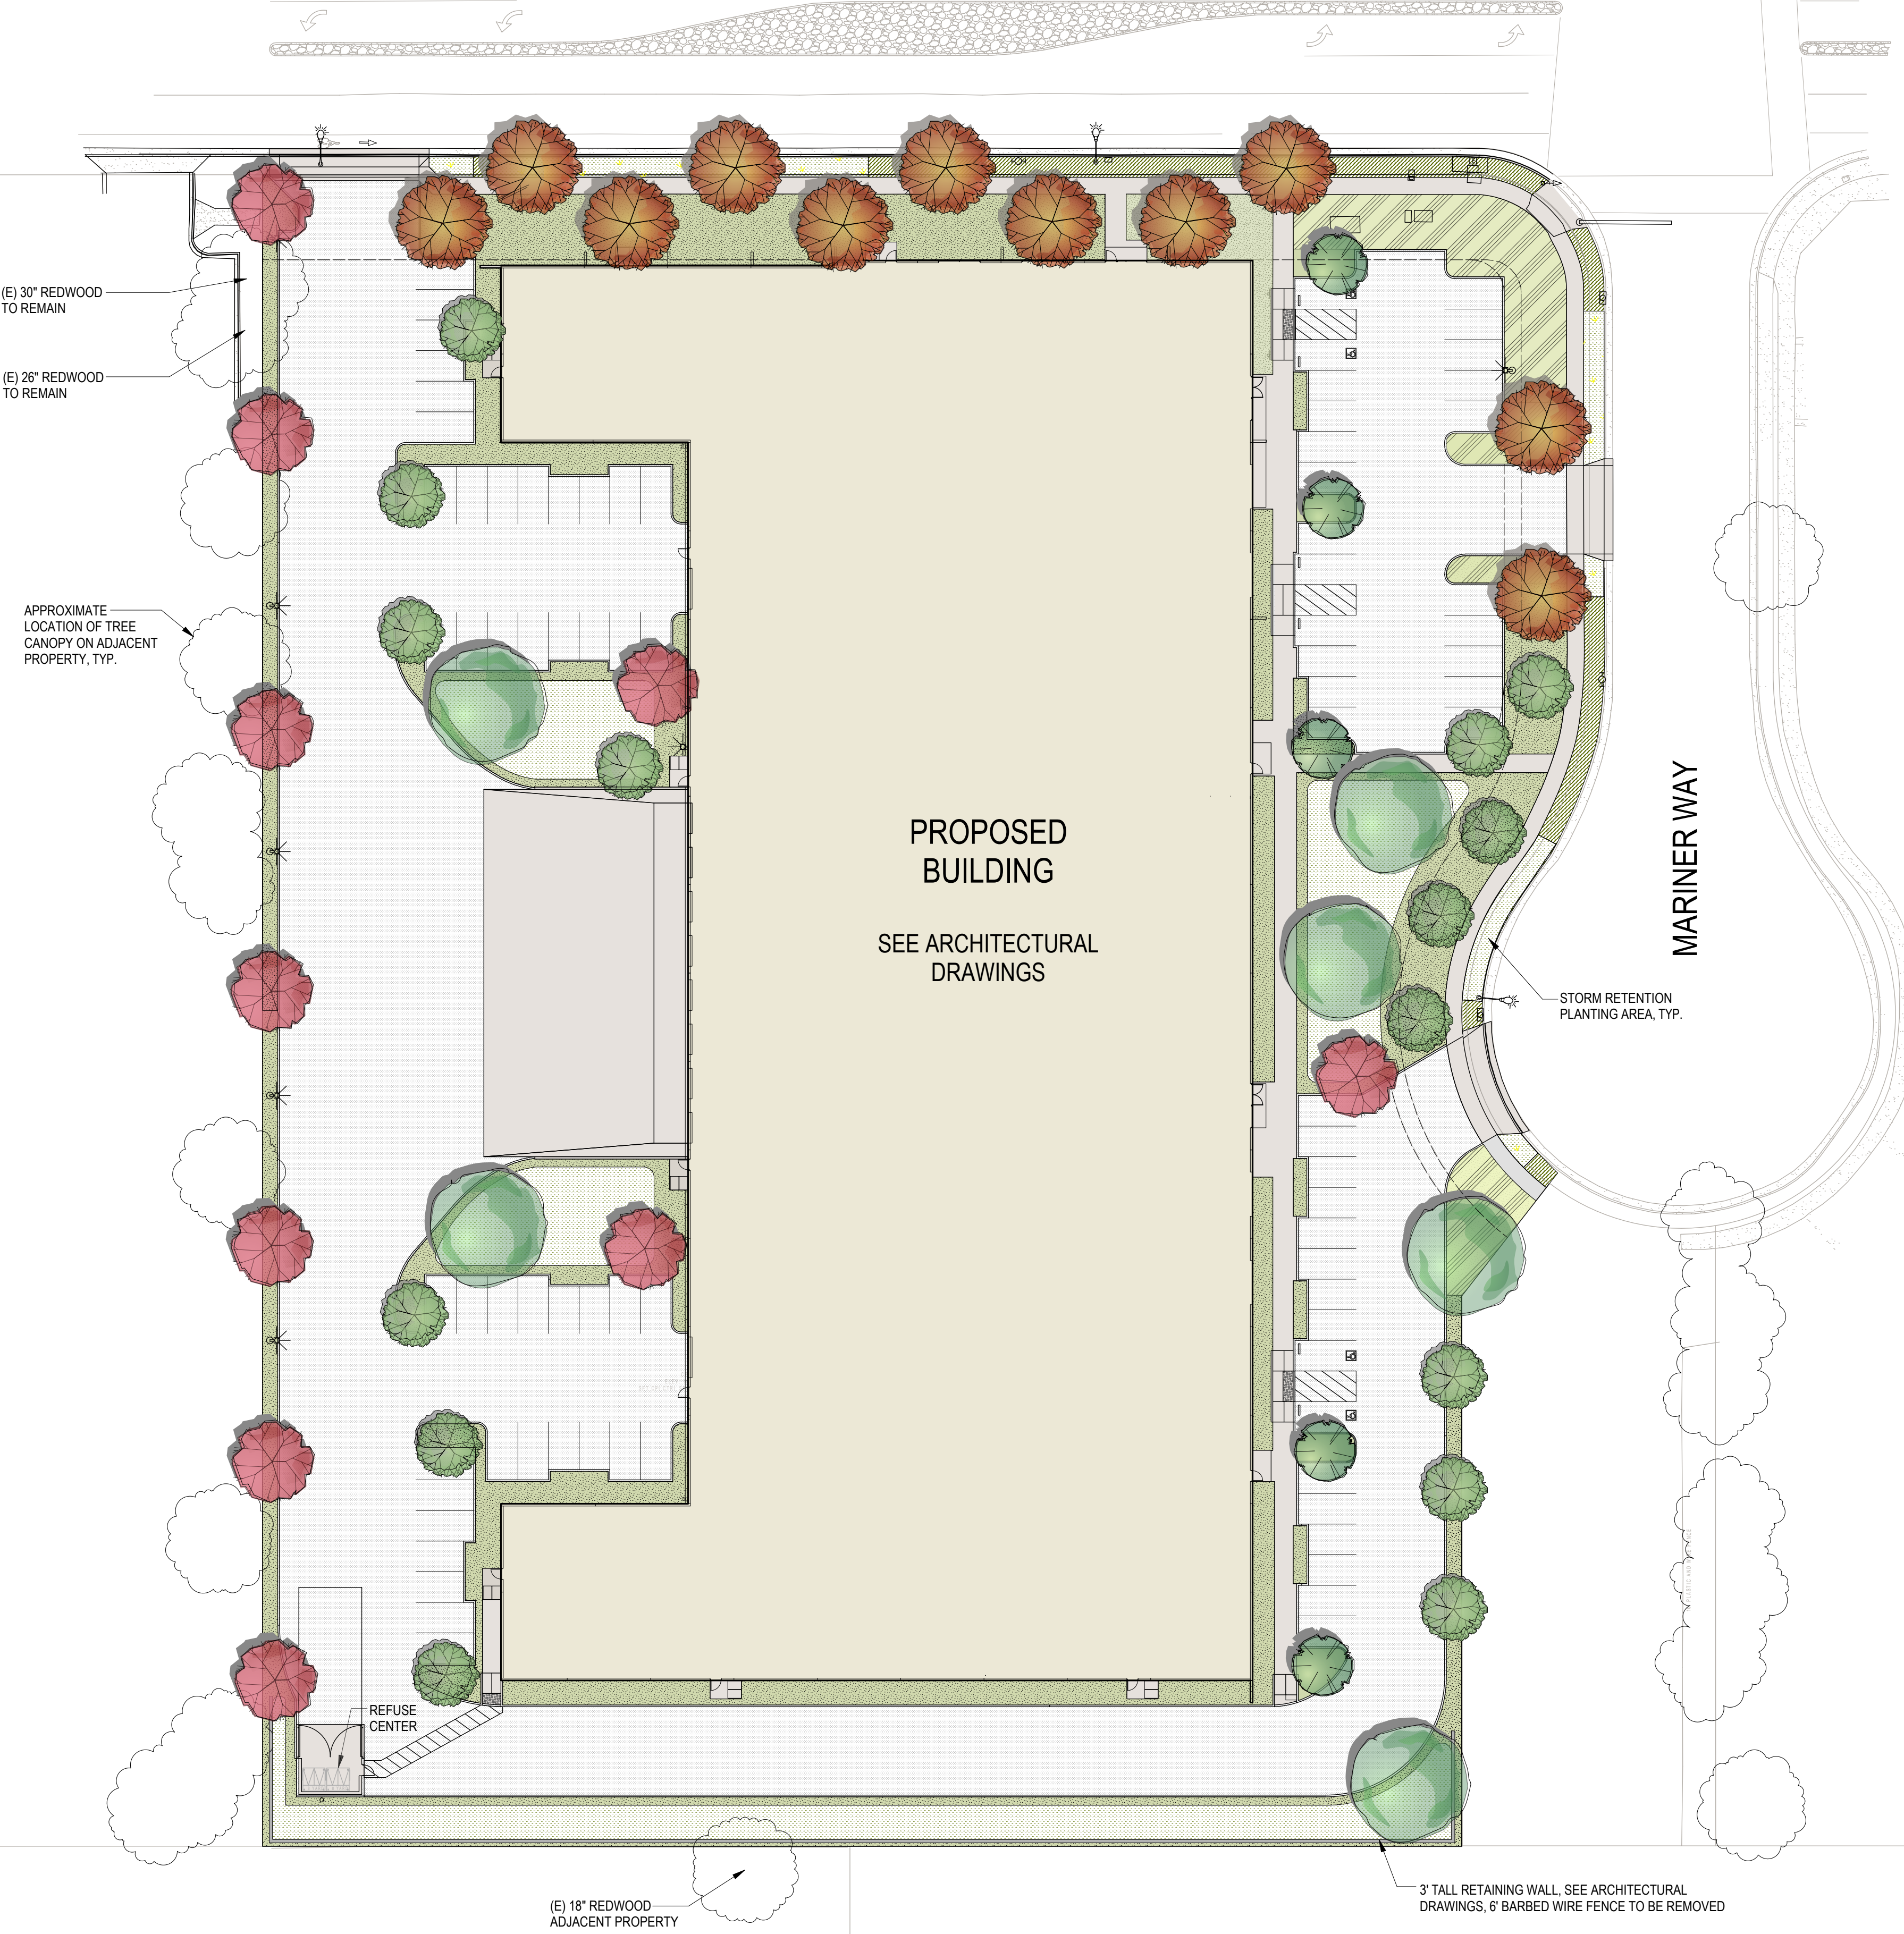 (E) 30" REDWOOD
TO REMAIN
(E) 26" REDWOOD
TO REMAIN
APPROXIMATE
LOCATION OF TREE
CANOPY ON ADJACENT
PROPERTY, TYP.
PROPOSED
BUILDING
SEE ARCHITECTURAL
DRAWINGS
MARINER WAY
STORM RETENTION
PLANTING AREA, TYP.
REFUSE
CENTER
(E) 18" REDWOOD
ADJACENT PROPERTY
3' TALL RETAINING WALL, SEE ARCHITECTURAL
DRAWINGS, 6' BARBED WIRE FENCE TO BE REMOVED